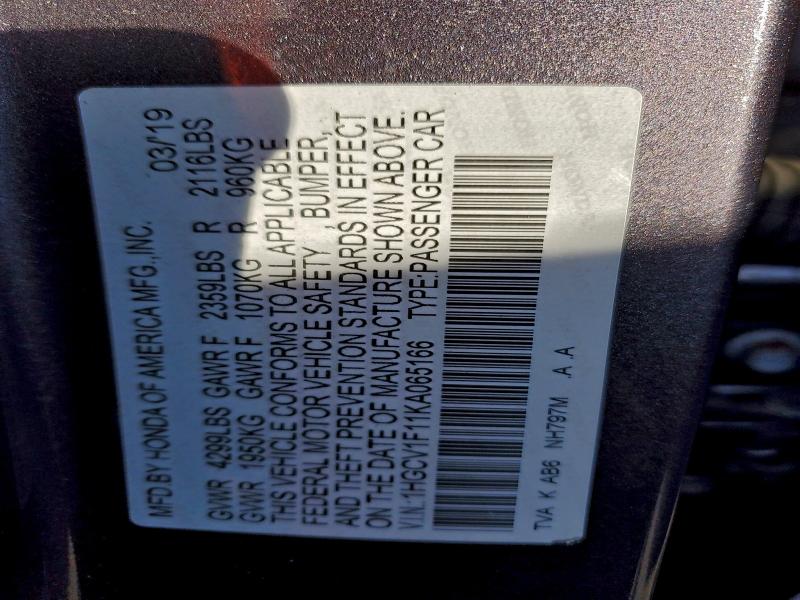 MFD BY HONDA OF AMERICA MFG.,INC. 03/19
GVWR 4299LBS GAWR F 2359LBS R 2116LBS
GVWR 1950KG GAWR F 1070KG R 960KG
THIS VEHICLE CONFORMS TO ALL APPLICABLE
FEDERAL MOTOR VEHICLE SAFETY , BUMPER,
AND THEFT PREVENTION STANDARDS IN EFFECT
ON THE DATE OF MANUFACTURE SHOWN ABOVE.
V.I.N.:1HGCV1F11KA065166 TYPE:PASSENGER CAR
TVA K AB6 NH797M .A .A